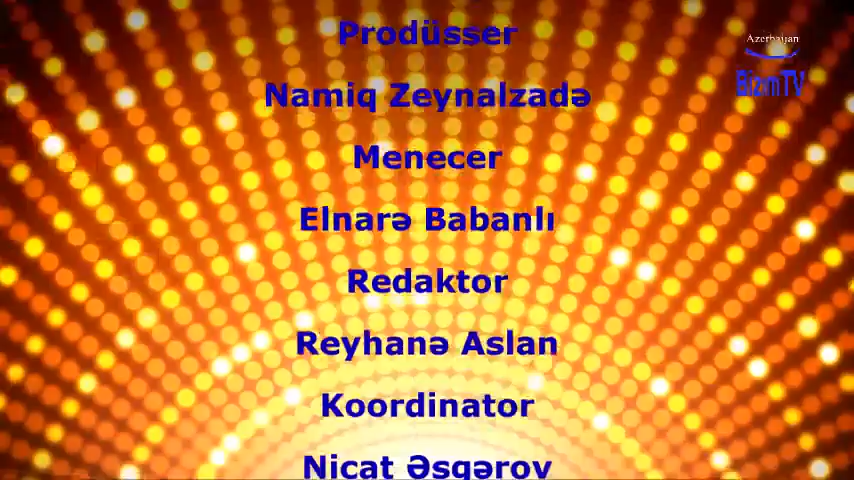 Prodüsser
Azerbaijan
BizimTV
Namiq Zeynalzadə
Menecer
Elnarə Babanlı
Redaktor
Reyhanə Aslan
Koordinator
Nicat Əsgərov